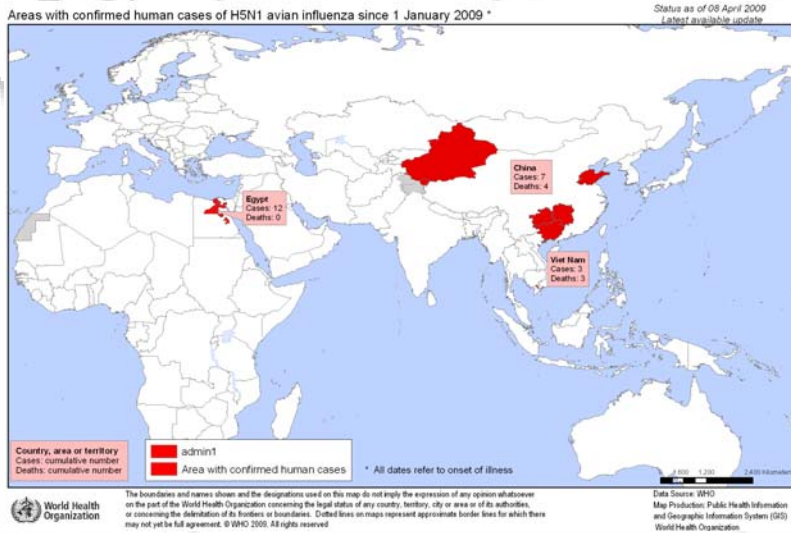 Areas with confirmed human cases of H5N1 avian influenza since 1 January 2009 *
Status as of 08 April 2009
Latest available update
China
Cases: 7
Deaths: 4
Egypt
Cases: 12
Deaths: 0
Viet Nam
Cases: 3
Deaths: 3
Country, area or territory
Cases: cumulative number
Deaths: cumulative number
admin1
Area with confirmed human cases
* All dates refer to onset of illness
1,200 2,400 Kilometers
World Health
Organization
The boundaries and names shown and the designations used on this map do not imply the expression of any opinion whatsoever
on the part of the World Health Organization concerning the legal status of any country, territory, city or area or of its authorities,
or concerning the delimitation of its frontiers or boundaries. Dotted lines on maps represent approximate border lines for which there
may not yet be full agreement. © WHO 2009. All rights reserved
Data Source: WHO
Map Production: Public Health Information
and Geographic Information System (GIS)
World Health Organization